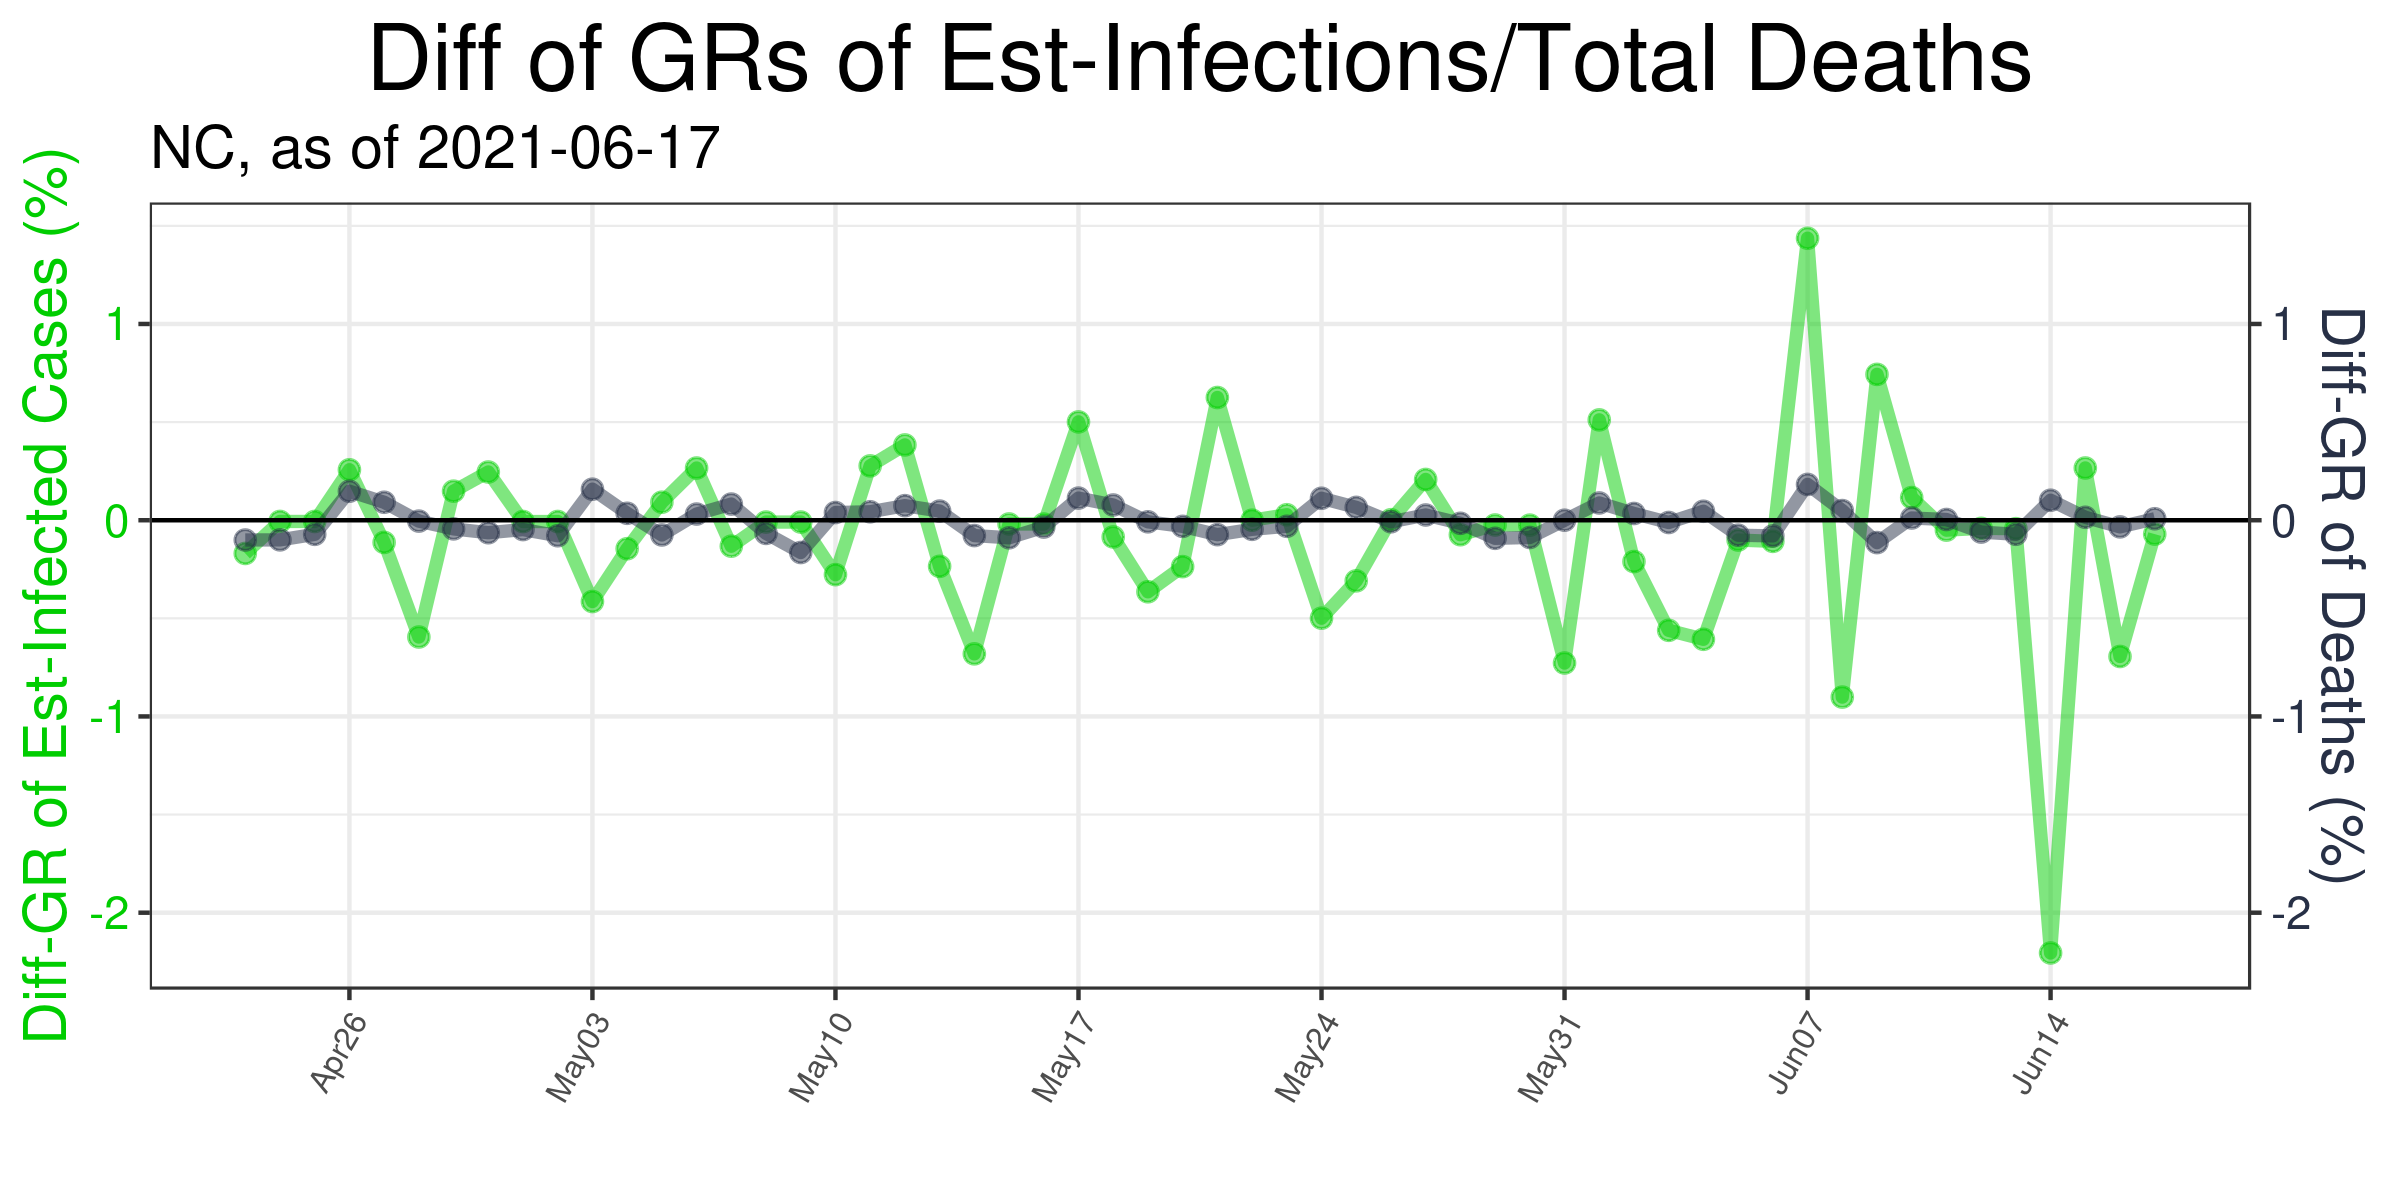 Diff of GRs of Est-Infections/Total Deaths
NC, as of 2021-06-17
Diff-GR of Est-Infected Cases (%)
1
0
-1
-2
1
0
-1
-2
Diff-GR of Deaths (%)
Apr26
May03
May10
May17
May24
May31
Jun07
Jun14